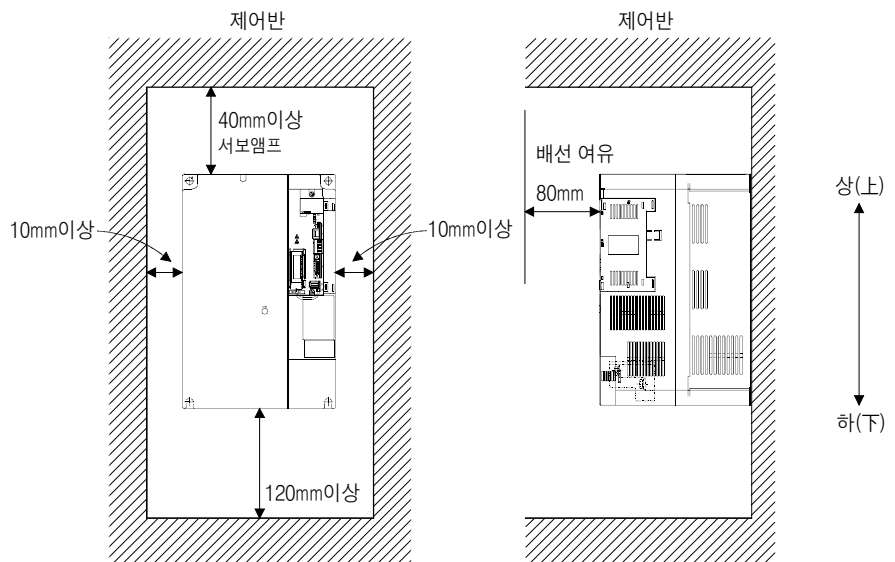 제어반
40mm이상
서보앰프
10mm이상
10mm이상
120mm이상
제어반
배선 여유
80mm
상(上)
하(下)